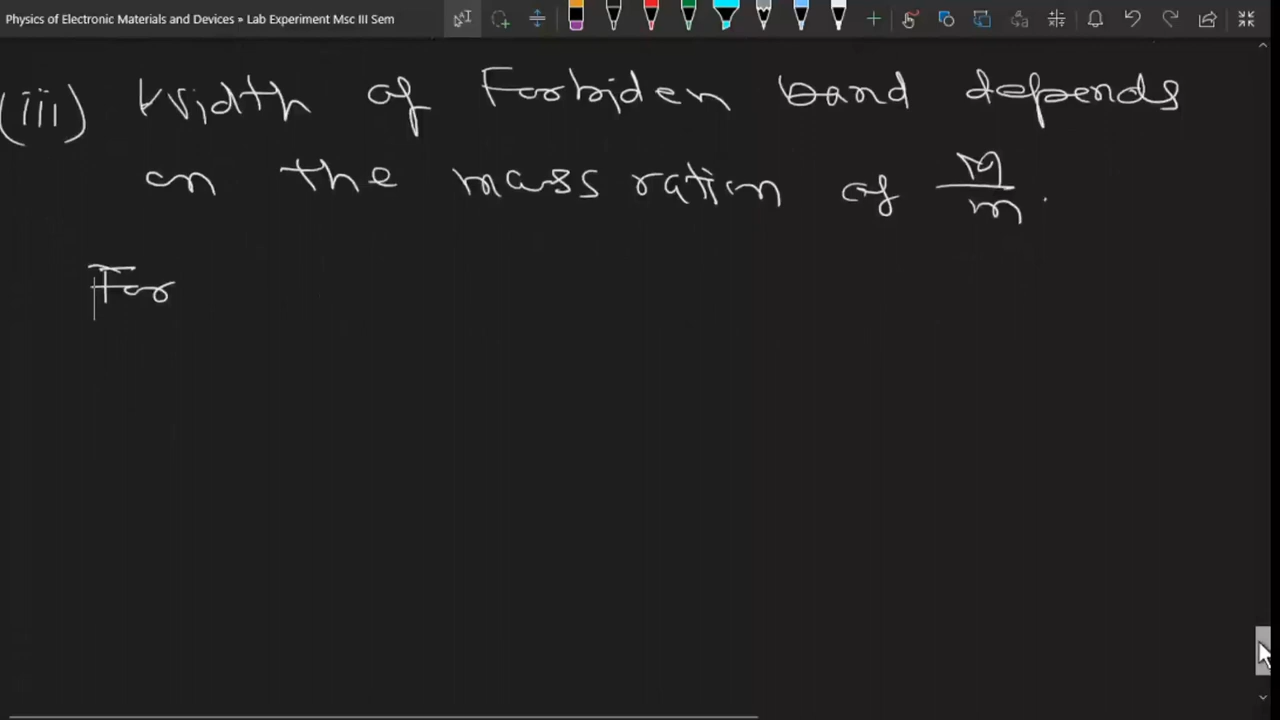 Physics of Electronic Materials and Devices » Lab Experiment Msc III Sem
(iii) Width of Forbiden band depends
on the mass ration of M/m.
For